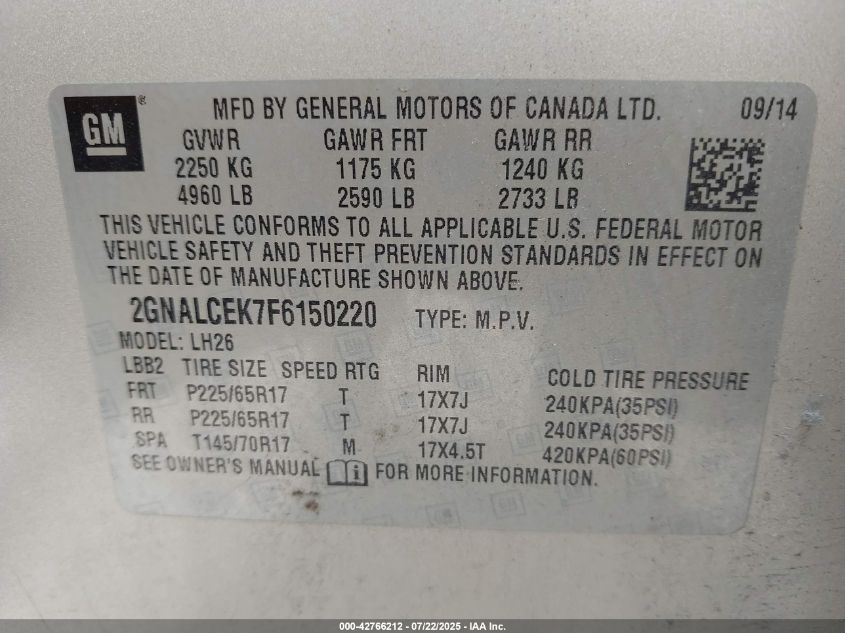 GM® MFD BY GENERAL MOTORS OF CANADA LTD. 09/14
GVWR GAWR FRT GAWR RR
2250 KG 1175 KG 1240 KG
4960 LB 2590 LB 2733 LB
THIS VEHICLE CONFORMS TO ALL APPLICABLE U.S. FEDERAL MOTOR
VEHICLE SAFETY AND THEFT PREVENTION STANDARDS IN EFFECT ON
THE DATE OF MANUFACTURE SHOWN ABOVE.
2GNALCEK7F6150220 TYPE: M.P.V.
MODEL: LH26
LBB2 TIRE SIZE SPEED RTG RIM COLD TIRE PRESSURE
FRT P225/65R17 T 17X7J 240KPA(35PSI)
RR P225/65R17 T 17X7J 240KPA(35PSI)
SPA T145/70R17 M 17X4.5T 420KPA(60PSI)
SEE OWNER'S MANUAL FOR MORE INFORMATION.
000-42766212 - 07/22/2025 - IAA Inc.